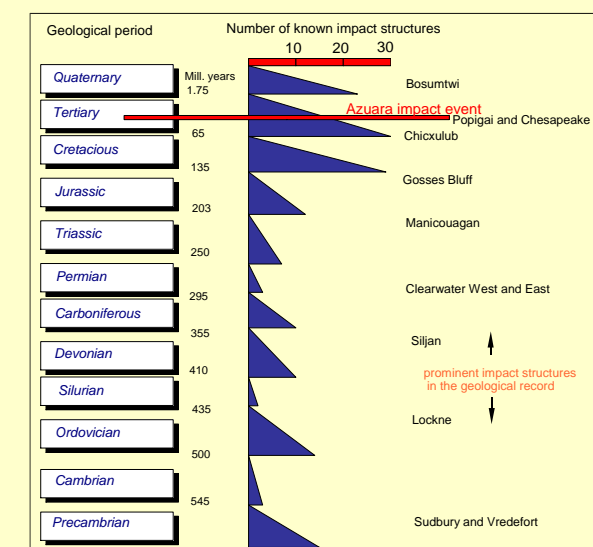 Geological period
Number of known impact structures
10 20 30
Quaternary
Mill. years
1.75
Bosumtwi
Tertiary
Azuara impact event
Popigai and Chesapeake
65
Chicxulub
Cretacious
135
Gosses Bluff
Jurassic
203
Manicouagan
Triassic
250
Permian
Clearwater West and East
295
Carboniferous
355
Siljan
Devonian
410
prominent impact structures
in the geological record
Silurian
435
Lockne
Ordovician
500
Cambrian
545
Precambrian
Sudbury and Vredefort